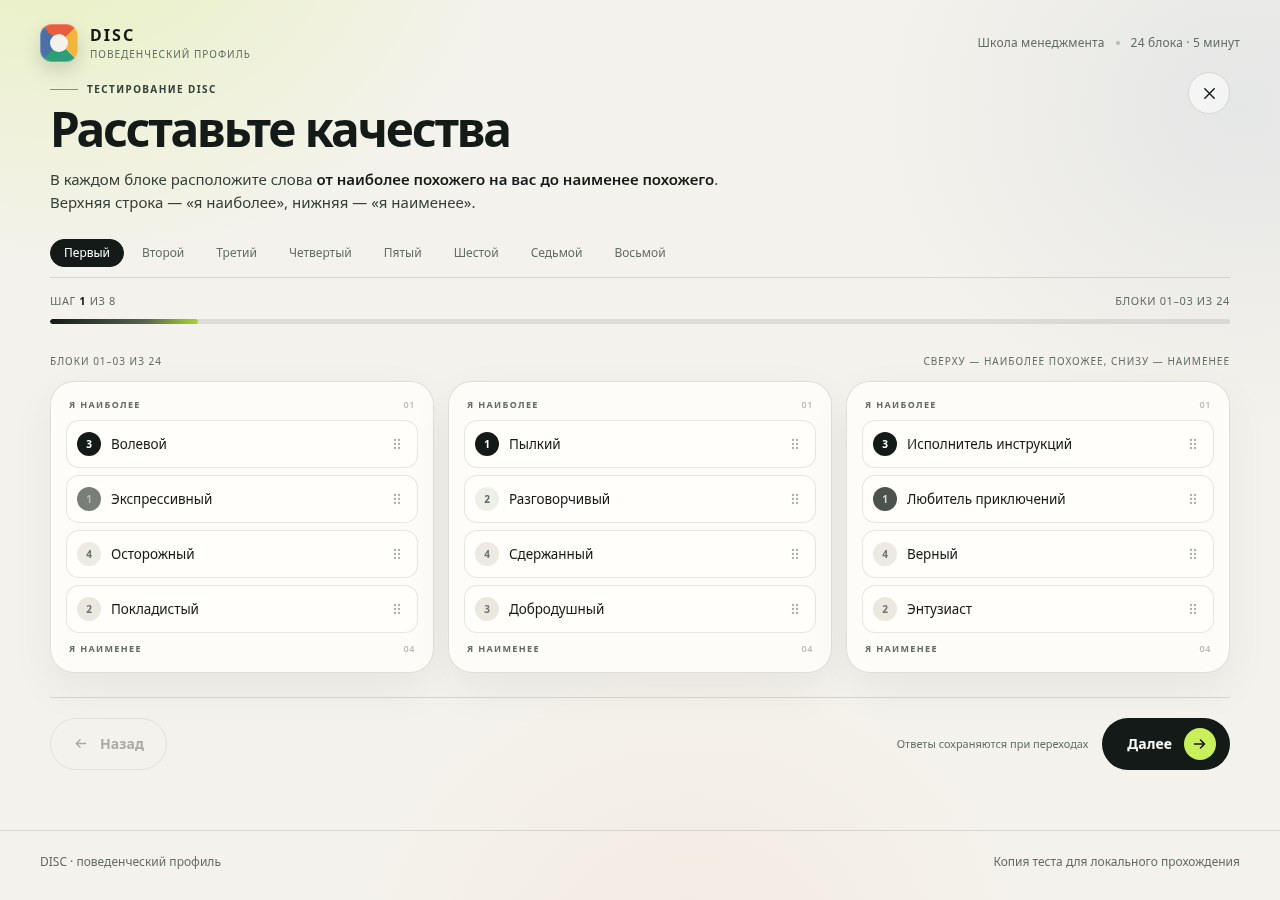 DISC
ПОВЕДЕНЧЕСКИЙ ПРОФИЛЬ
Школа менеджмента • 24 блока · 5 минут
ТЕСТИРОВАНИЕ DISC
Расставьте качества
В каждом блоке расположите слова от наиболее похожего на вас до наименее похожего.
Верхняя строка — «я наиболее», нижняя — «я наименее».
Первый Второй Третий Четвертый Пятый Шестой Седьмой Восьмой
ШАГ 1 ИЗ 8
БЛОКИ 01–03 ИЗ 24
БЛОКИ 01–03 ИЗ 24
СВЕРХУ — НАИБОЛЕЕ ПОХОЖЕЕ, СНИЗУ — НАИМЕНЕЕ
Я НАИБОЛЕЕ 01
3 Волевой
1 Экспрессивный
4 Осторожный
2 Покладистый
Я НАИМЕНЕЕ 04
Я НАИБОЛЕЕ 01
1 Пылкий
2 Разговорчивый
4 Сдержанный
3 Добродушный
Я НАИМЕНЕЕ 04
Я НАИБОЛЕЕ 01
3 Исполнитель инструкций
1 Любитель приключений
4 Верный
2 Энтузиаст
Я НАИМЕНЕЕ 04
← Назад
Ответы сохраняются при переходах
Далее →
DISC · поведенческий профиль
Копия теста для локального прохождения